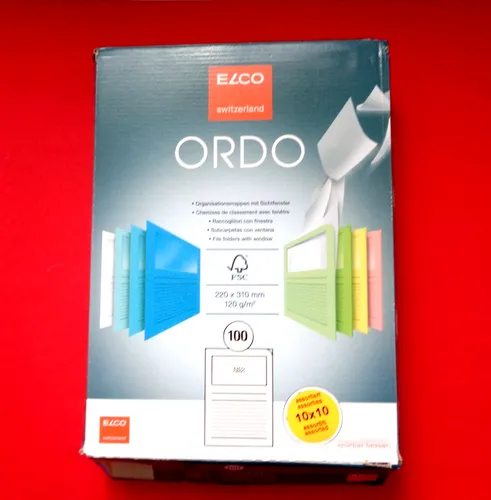 ELCO
switzerland
ORDO
• Organisationsmappen mit Sichtfenster
• Chemises de classement avec fenêtre
• Raccoglitori con finestra
• Subcarpetas con ventana
• File folders with window
FSC
220 x 310 mm
120 g/m²
100
assortiert
assorties
10x10
assortiti
assorted
ELCO
switzerland